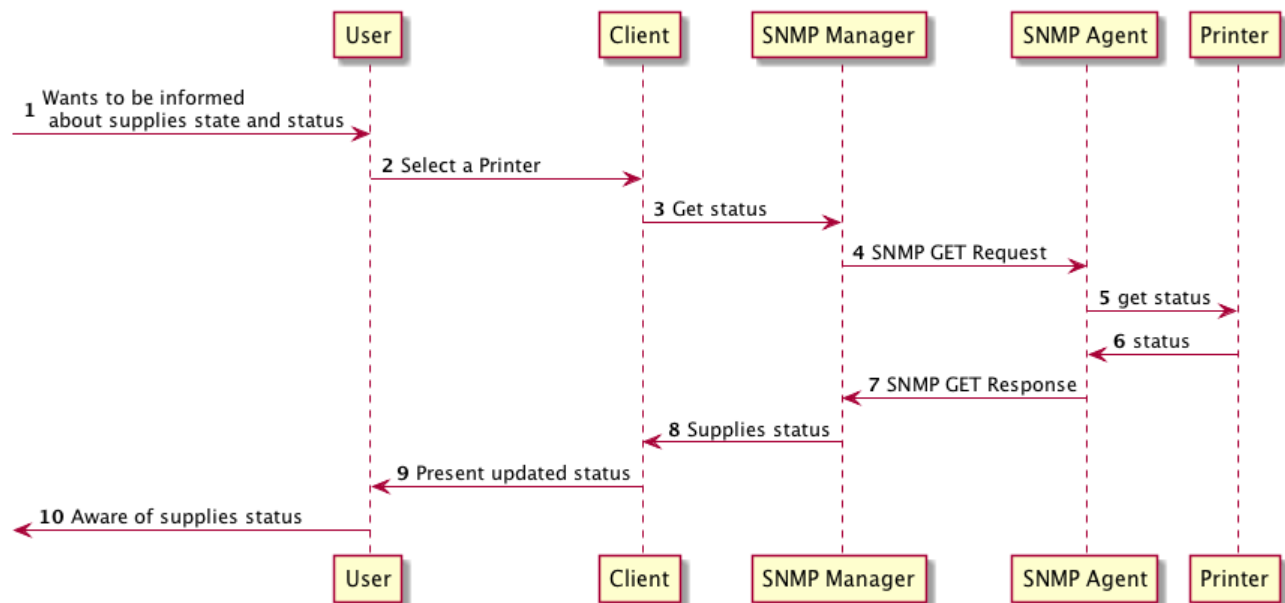 User
Client
SNMP Manager
SNMP Agent
Printer
1 Wants to be informed
about supplies state and status
2 Select a Printer
3 Get status
4 SNMP GET Request
5 get status
6 status
7 SNMP GET Response
8 Supplies status
9 Present updated status
10 Aware of supplies status
User
Client
SNMP Manager
SNMP Agent
Printer